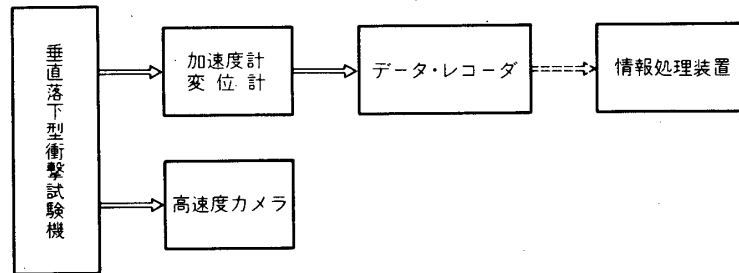 垂直落下型衝撃試験機
加速度計
変位計
データ・レコーダ
情報処理装置
高速度カメラ